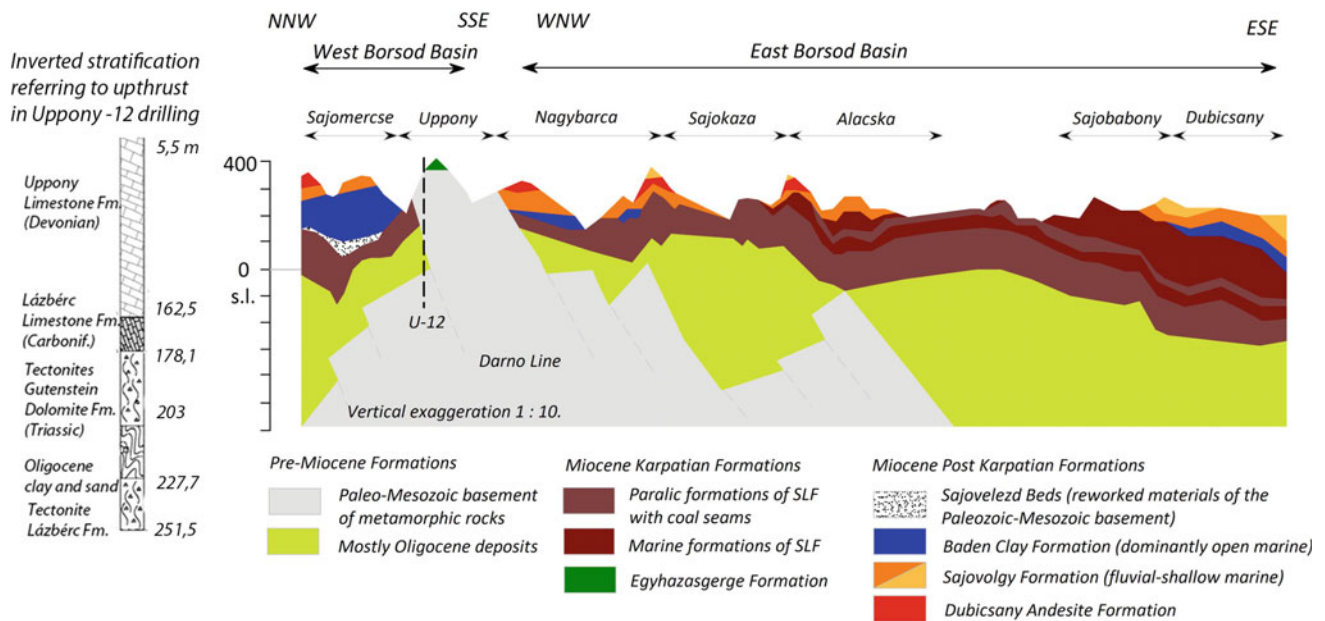 NNW
SSE
WNW
ESE
West Borsod Basin
East Borsod Basin
Inverted stratification
referring to upthrust
in Uppony -12 drilling
Sajomercse
Uppony
Nagybarca
Sajokaza
Alacska
Sajobabony
Dubicsany
5,5 m
Uppony
Limestone Fm.
(Devonian)
Lázbérc
Limestone Fm.
(Carbonif.)
162,5
178,1
Tectonites
Gutenstein
Dolomite Fm.
(Triassic)
203
Oligocene
clay and sand
227,7
Tectonite
Lázbérc Fm.
251,5
400
0
s.l.
U-12
Darno Line
Vertical exaggeration 1 : 10.
Pre-Miocene Formations
Paleo-Mesozoic basement
of metamorphic rocks
Mostly Oligocene deposits
Miocene Karpatian Formations
Paralic formations of SLF
with coal seams
Marine formations of SLF
Egyhazasgerge Formation
Miocene Post Karpatian Formations
Sajovelezd Beds (reworked materials of the
Paleozoic-Mesozoic basement)
Baden Clay Formation (dominantly open marine)
Sajovolgy Formation (fluvial-shallow marine)
Dubicsany Andesite Formation